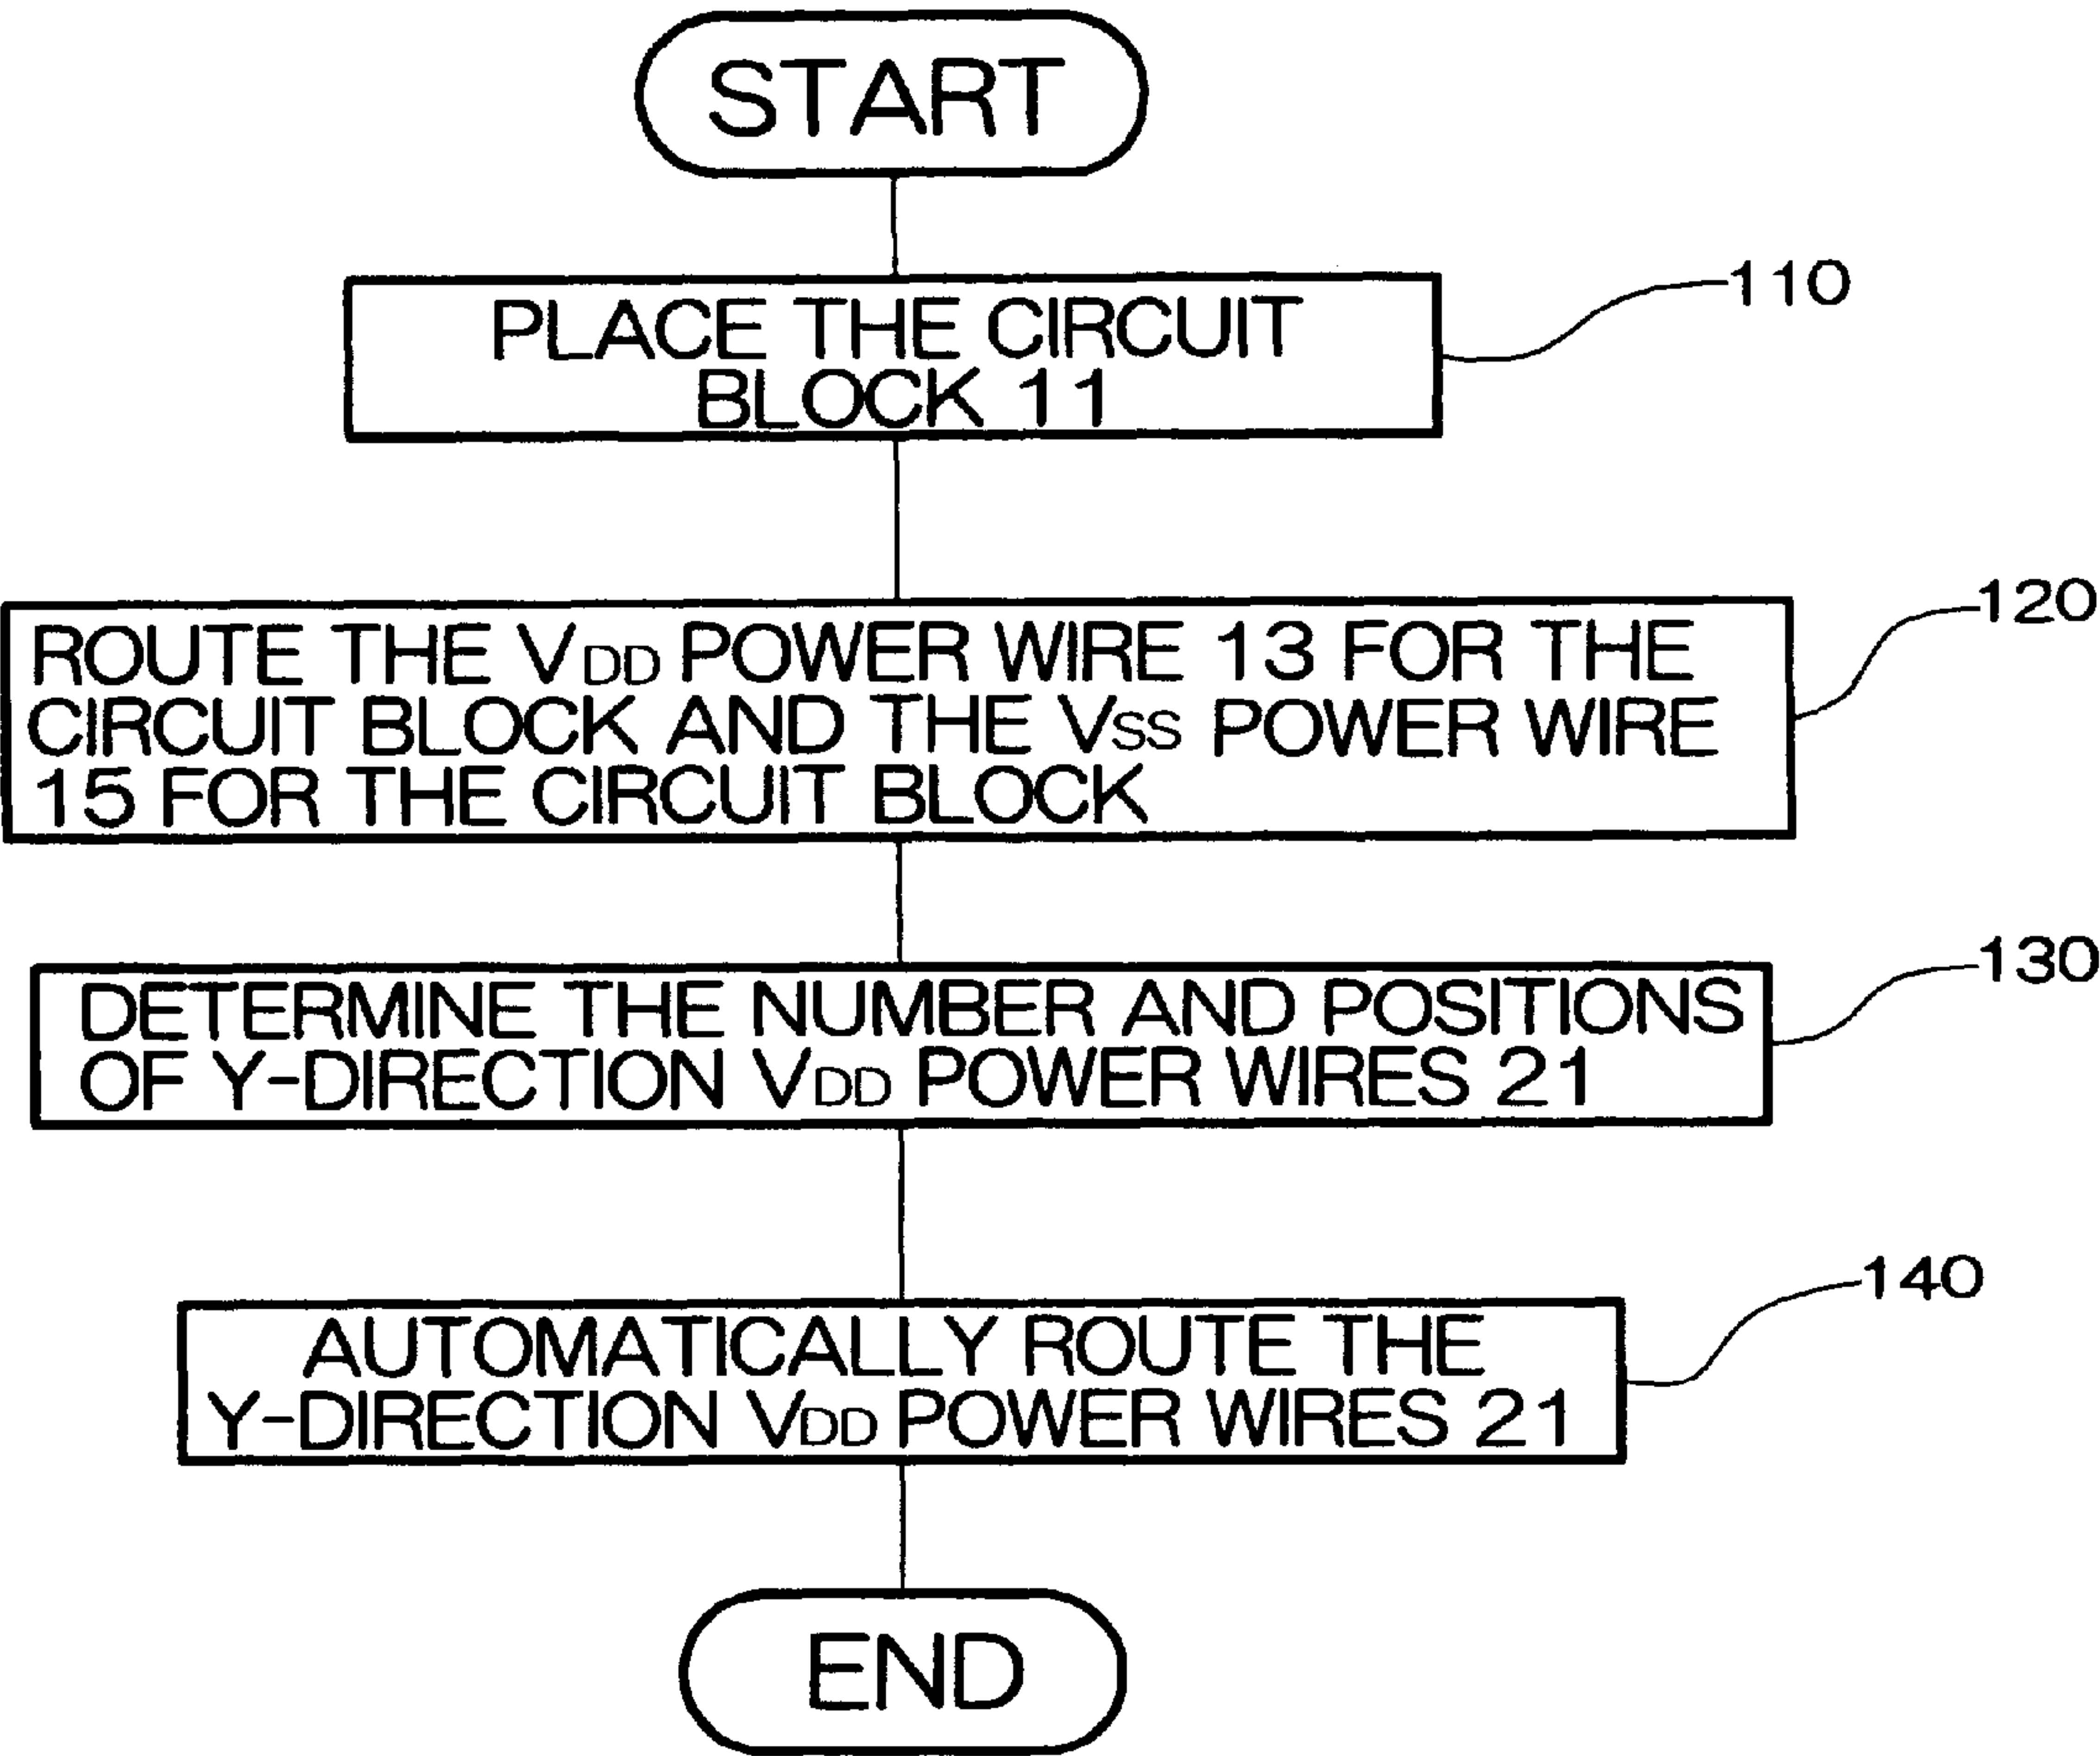 START
PLACE THE CIRCUIT
BLOCK 11
110
ROUTE THE VDD POWER WIRE 13 FOR THE
CIRCUIT BLOCK AND THE VSS POWER WIRE
15 FOR THE CIRCUIT BLOCK
120
DETERMINE THE NUMBER AND POSITIONS
OF Y-DIRECTION VDD POWER WIRES 21
130
AUTOMATICALLY ROUTE THE
Y-DIRECTION VDD POWER WIRES 21
140
END